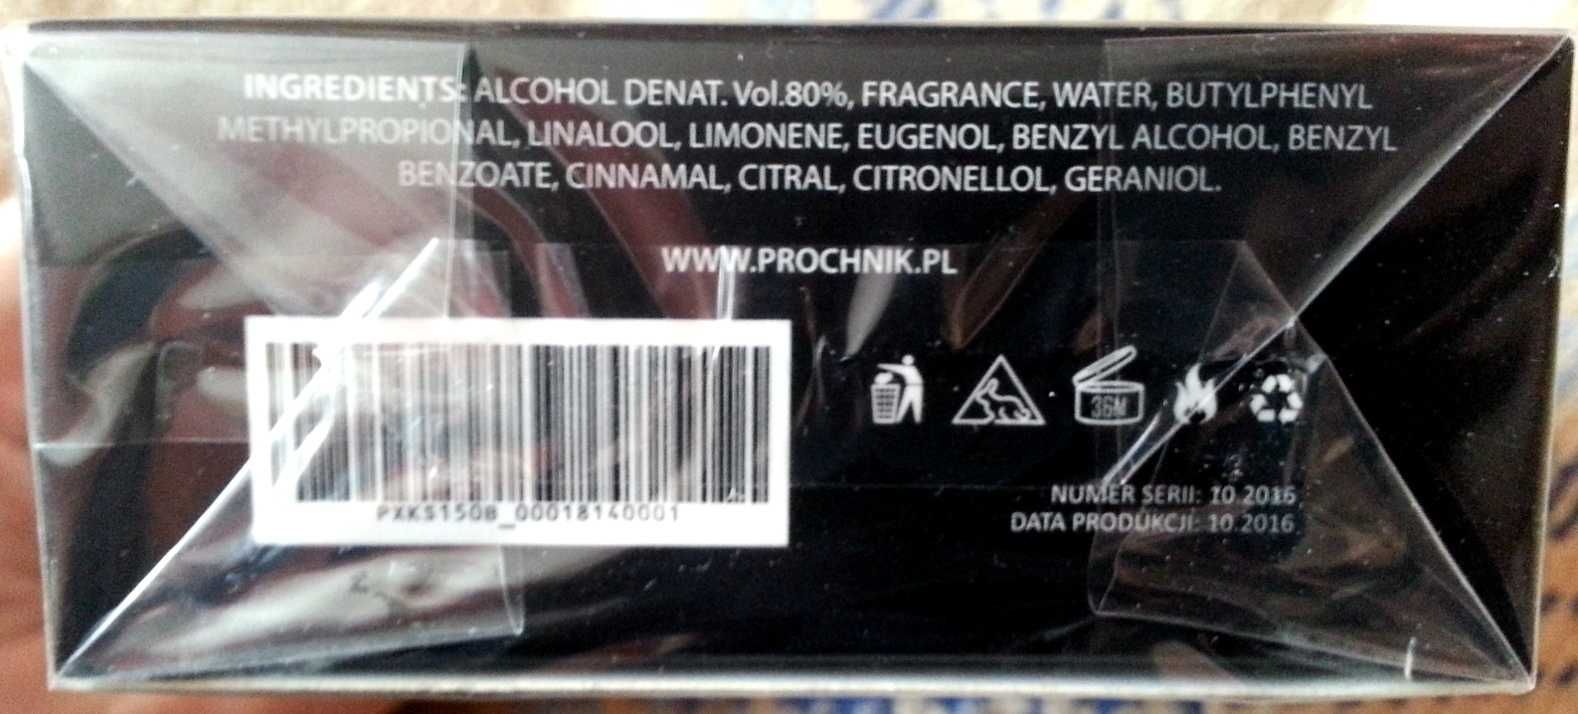 INGREDIENTS: ALCOHOL DENAT. Vol.80%, FRAGRANCE, WATER, BUTYLPHENYL
METHYLPROPIONAL, LINALOOL, LIMONENE, EUGENOL, BENZYL ALCOHOL, BENZYL
BENZOATE, CINNAMAL, CITRAL, CITRONELLOL, GERANIOL.
WWW.PROCHNIK.PL
36M
PXKS150B_00018140001
NUMER SERII: 10.2016
DATA PRODUKCJI: 10.2016